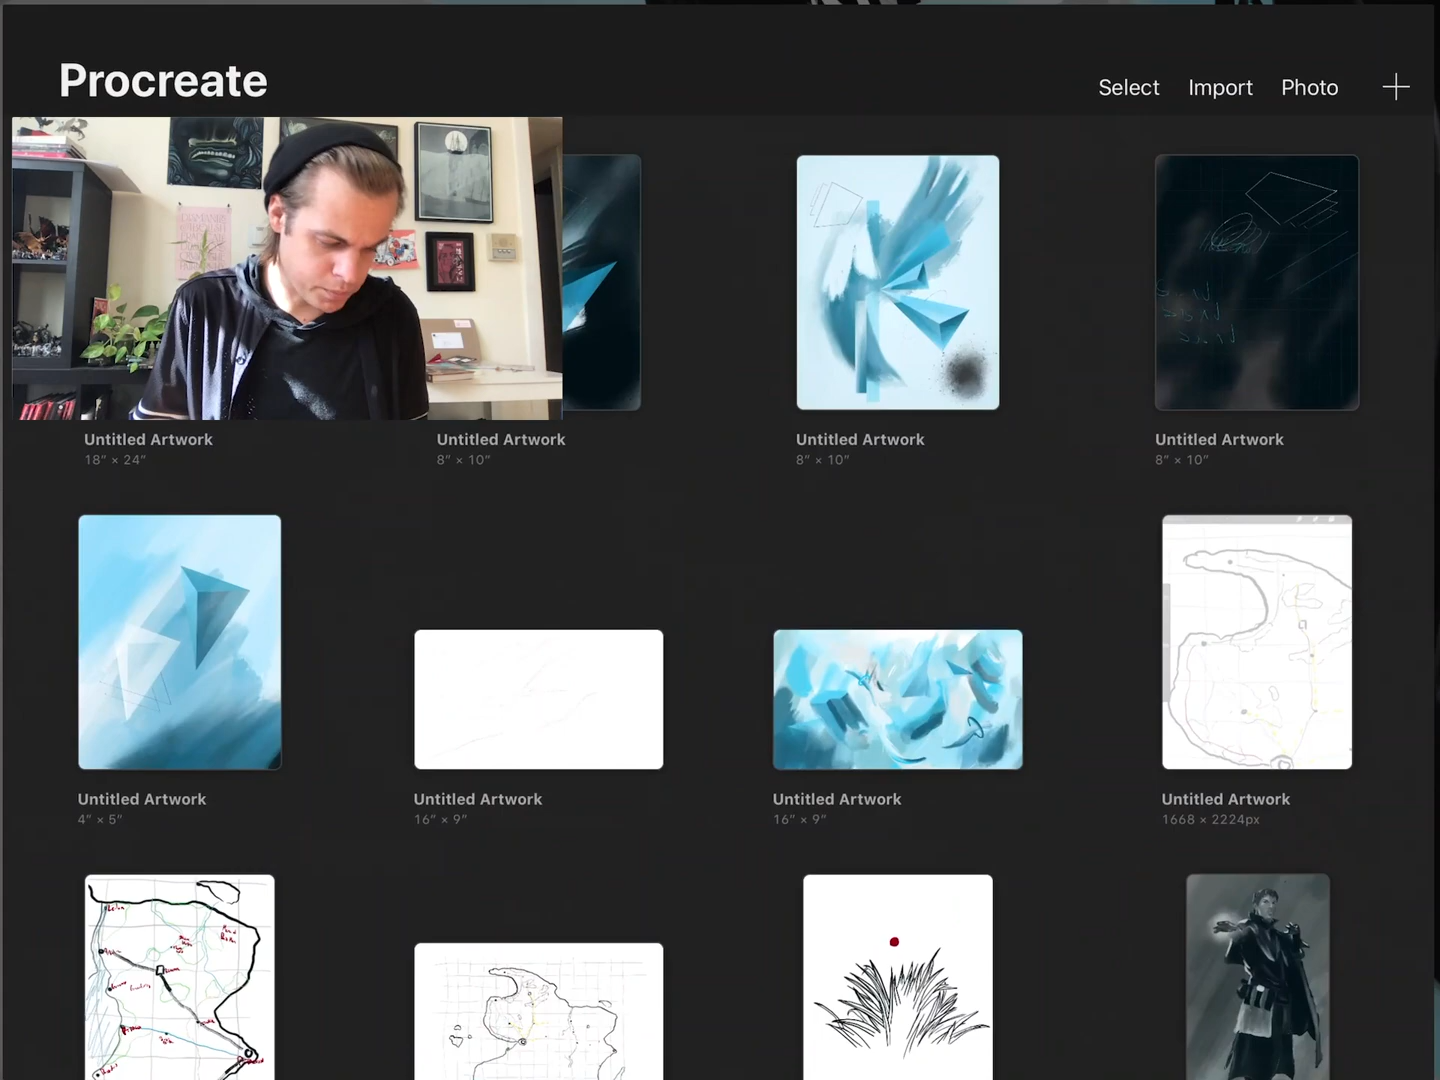 Procreate
Select Import Photo
Untitled Artwork
18" × 24"
Untitled Artwork
8" × 10"
Untitled Artwork
8" × 10"
Untitled Artwork
8" × 10"
Untitled Artwork
4" × 5"
Untitled Artwork
16" × 9"
Untitled Artwork
16" × 9"
Untitled Artwork
1668 × 2224px